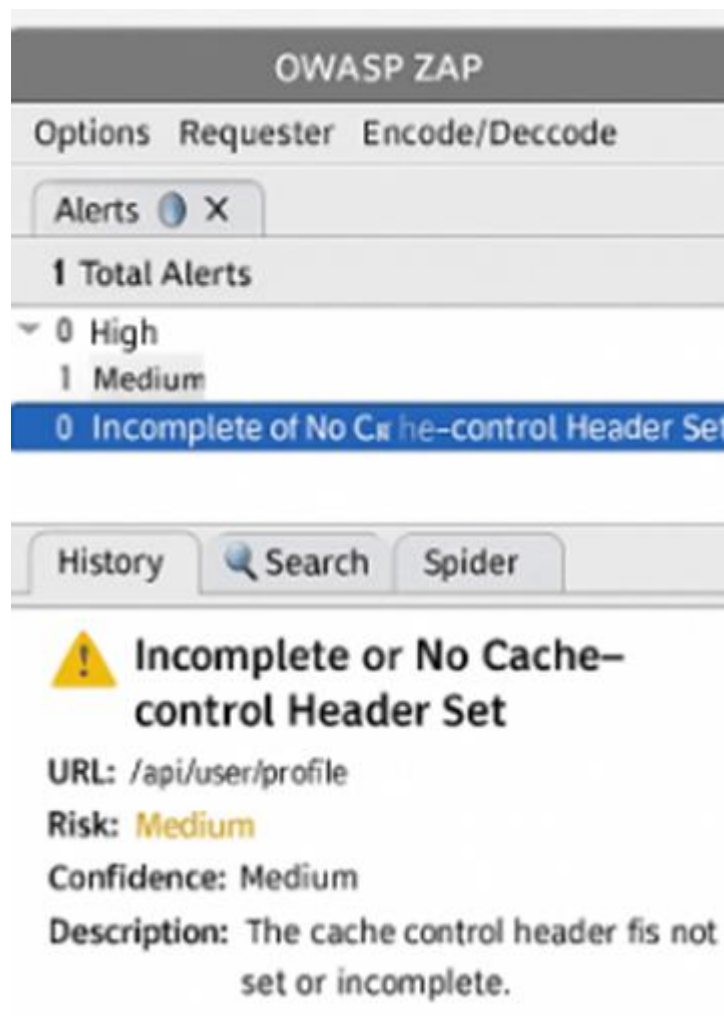 OWASP ZAP
Options Requester Encode/Deccode
Alerts X
1 Total Alerts
0 High
1 Medium
0 Incomplete of No he-control Header Set
History Search Spider
Incomplete or No Cache-
control Header Set
URL: /api/user/profile
Risk: Medium
Confidence: Medium
Description: The cache control header fis not
set or incomplete.